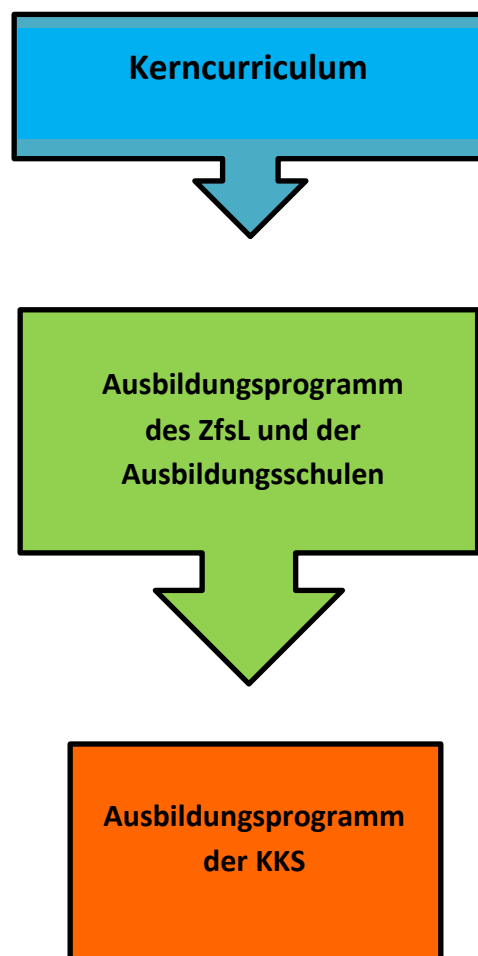 Kerncurriculum
Ausbildungsprogramm
des ZfsL und der
Ausbildungsschulen
Ausbildungsprogramm
der KKS